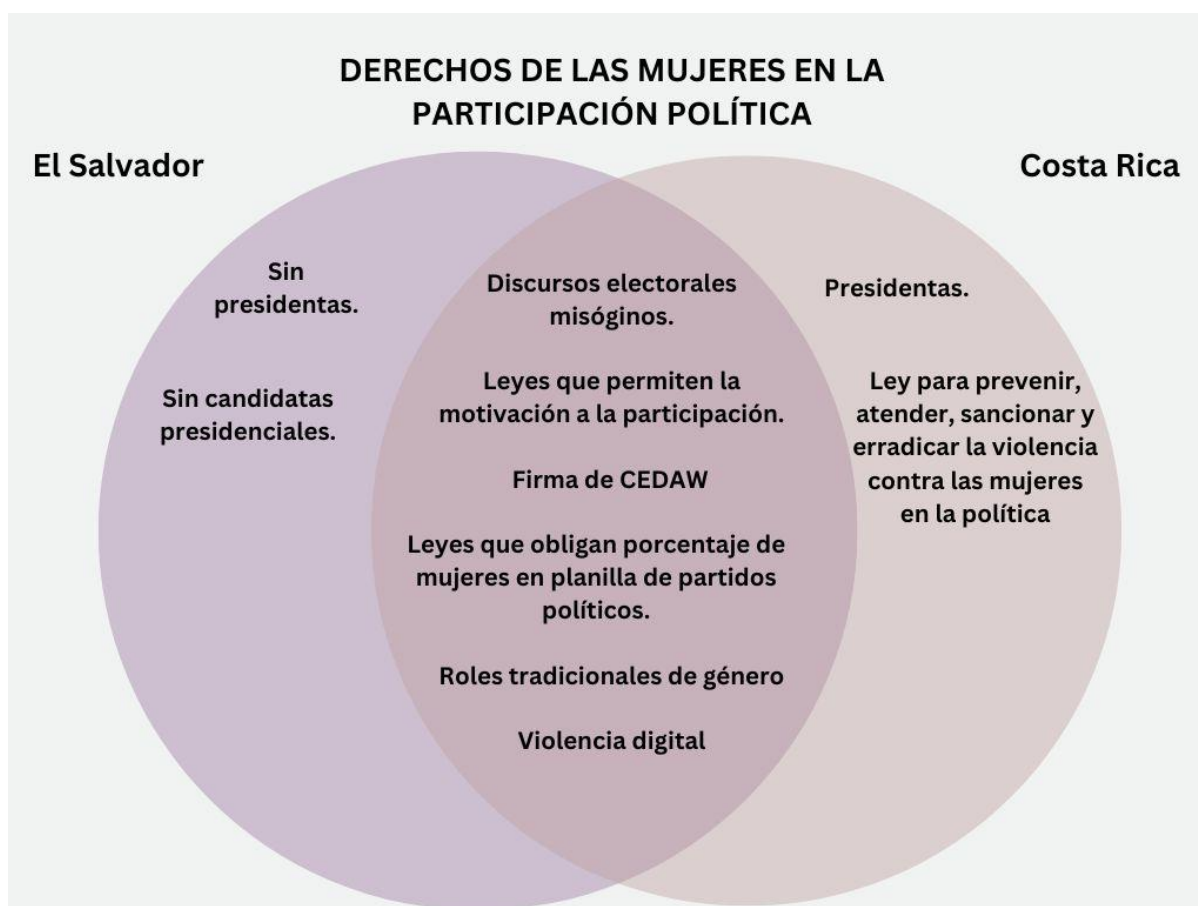 DERECHOS DE LAS MUJERES EN LA
PARTICIPACIÓN POLÍTICA
El Salvador
Costa Rica
Sin
presidentas.
Sin candidatas
presidenciales.
Discursos electorales
misóginos.
Leyes que permiten la
motivación a la participación.
Firma de CEDAW
Leyes que obligan porcentaje de
mujeres en planilla de partidos
políticos.
Roles tradicionales de género
Violencia digital
Presidentas.
Ley para prevenir,
atender, sancionar y
erradicar la violencia
contra las mujeres
en la política